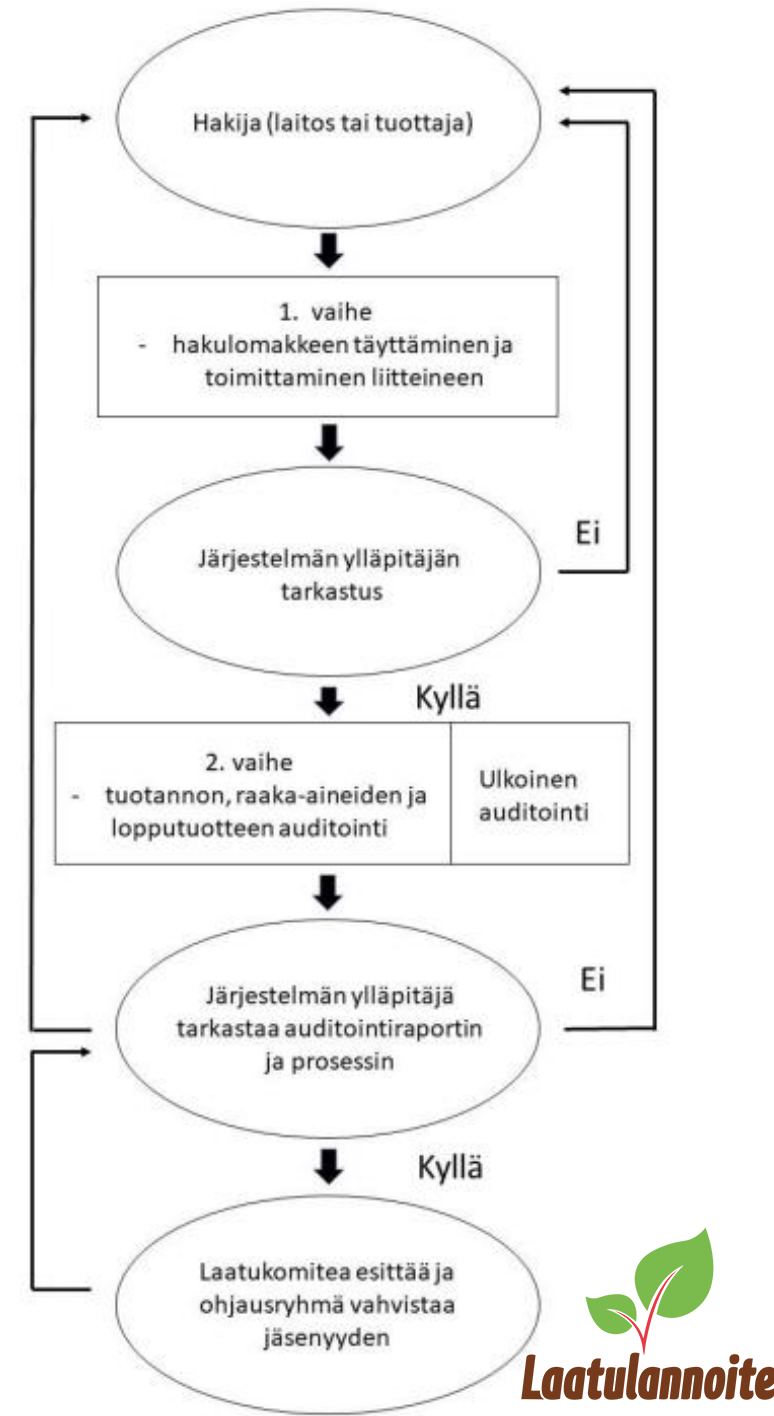 Hakija (laitos tai tuottaja)
1. vaihe
- hakulomakkeen täyttäminen ja
toimittaminen liitteineen
Ei
Järjestelmän ylläpitäjän
tarkastus
Kyllä
2. vaihe
- tuotannon, raaka-aineiden ja
lopputuotteen auditointi
Ulkoinen
auditointi
Ei
Järjestelmän ylläpitäjä
tarkastaa auditointiraportin
ja prosessin
Kyllä
Laatukomitea esittää ja
ohjausryhmä vahvistaa
jäsenyyden
Laatulannoite